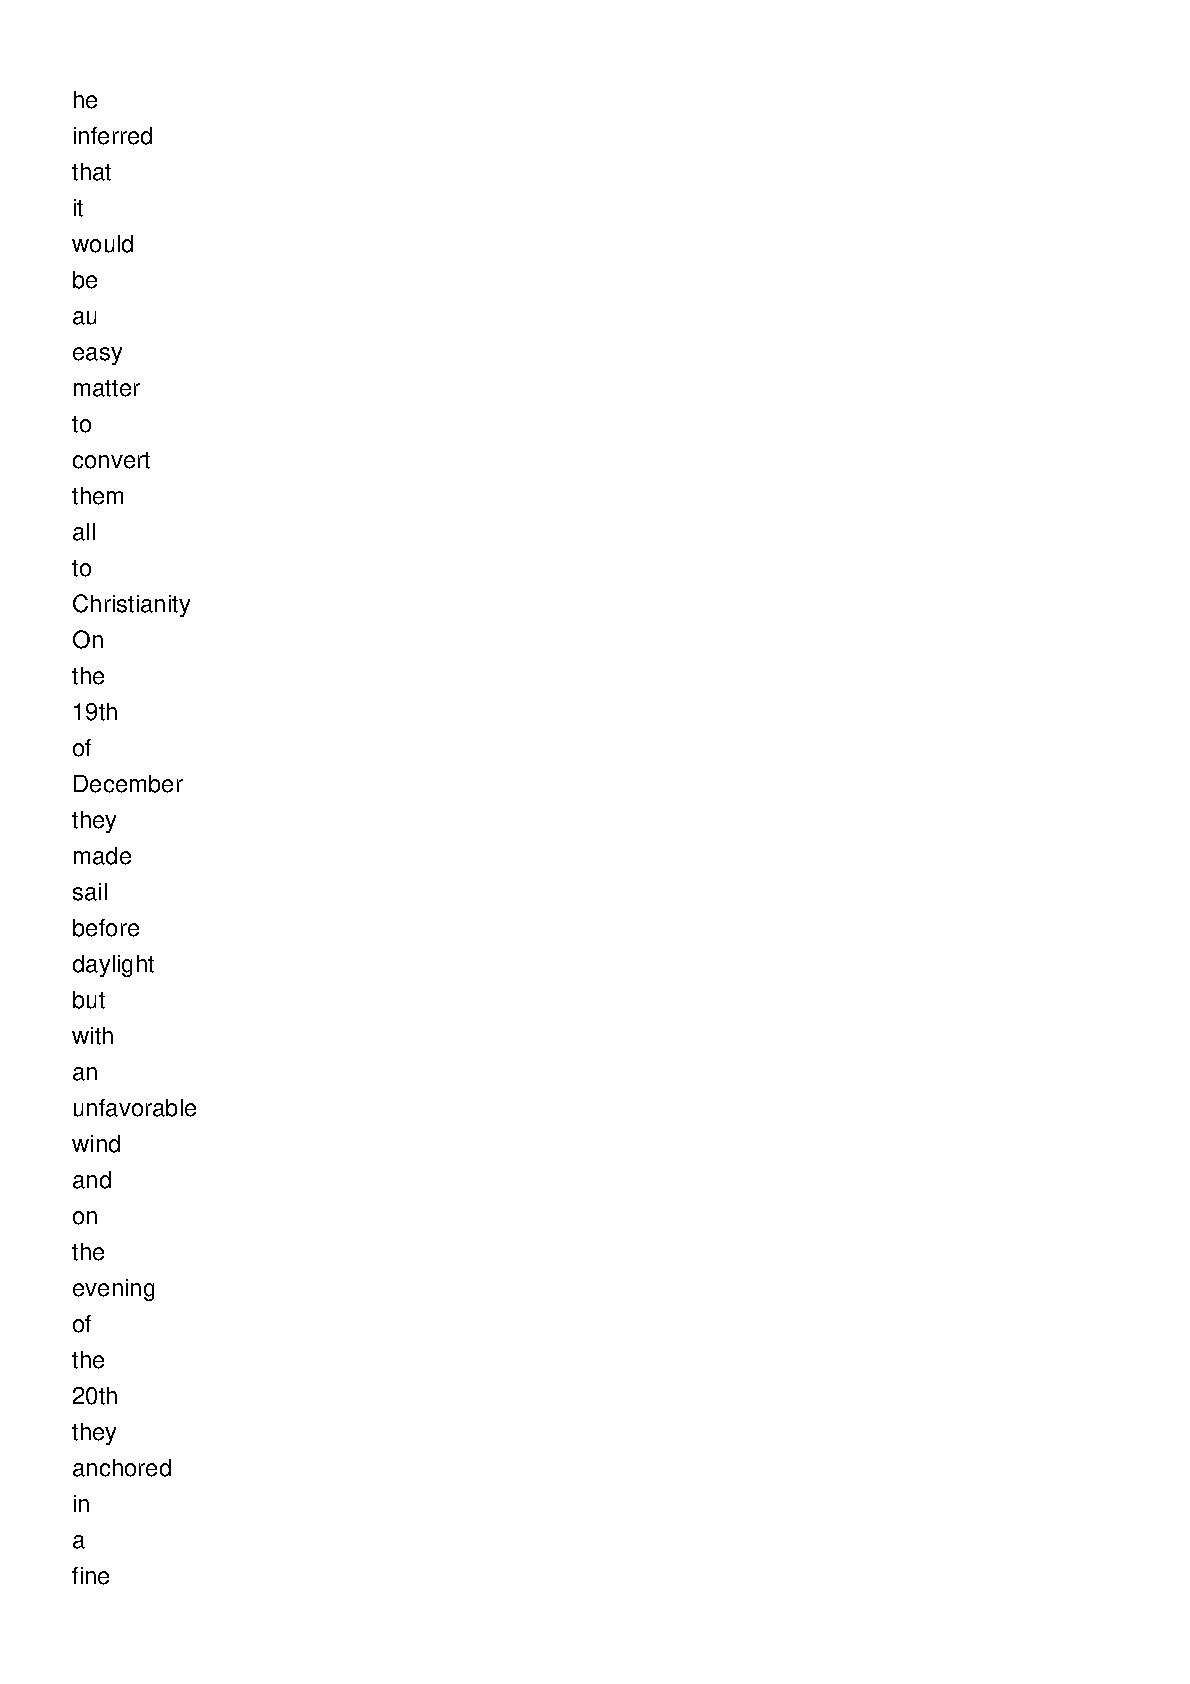 he
inferred
that
it
would
be
au
easy
matter
to
convert
them
all
to
Christianity
On
the
19th
of
December
they
made
sail
before
daylight
but
with
an
unfavorable
wind
and
on
the
evening
of
the
20th
they
anchored
in
a
fine